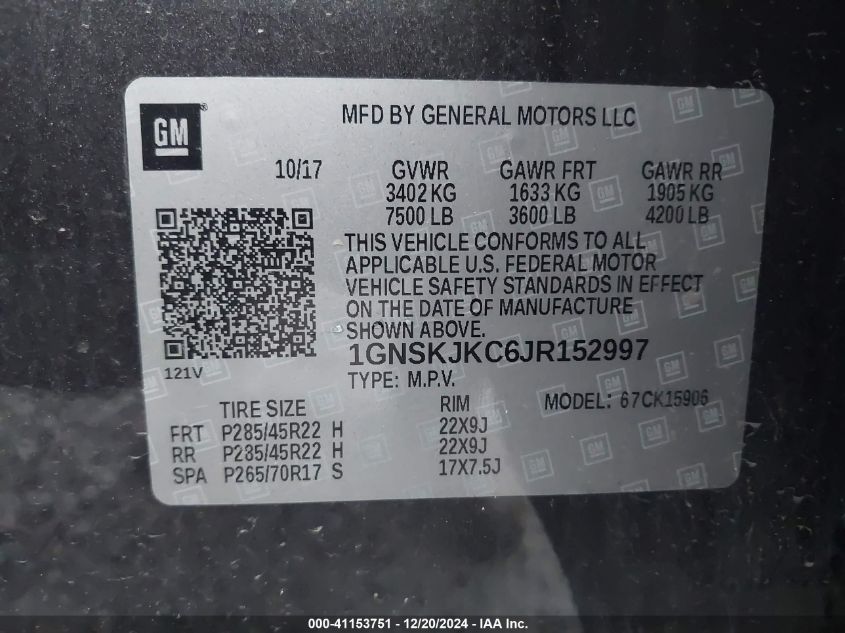 GM ®
MFD BY GENERAL MOTORS LLC
10/17 GVWR GAWR FRT GAWR RR
3402 KG 1633 KG 1905 KG
7500 LB 3600 LB 4200 LB
THIS VEHICLE CONFORMS TO ALL
APPLICABLE U.S. FEDERAL MOTOR
VEHICLE SAFETY STANDARDS IN EFFECT
ON THE DATE OF MANUFACTURE
SHOWN ABOVE.
1GNSKJKC6JR152997
121V
TYPE: M.P.V.
TIRE SIZE RIM MODEL: 67CK15906
FRT P285/45R22 H 22X9J
RR P285/45R22 H 22X9J
SPA P265/70R17 S 17X7.5J
000-41153751 - 12/20/2024 - IAA Inc.